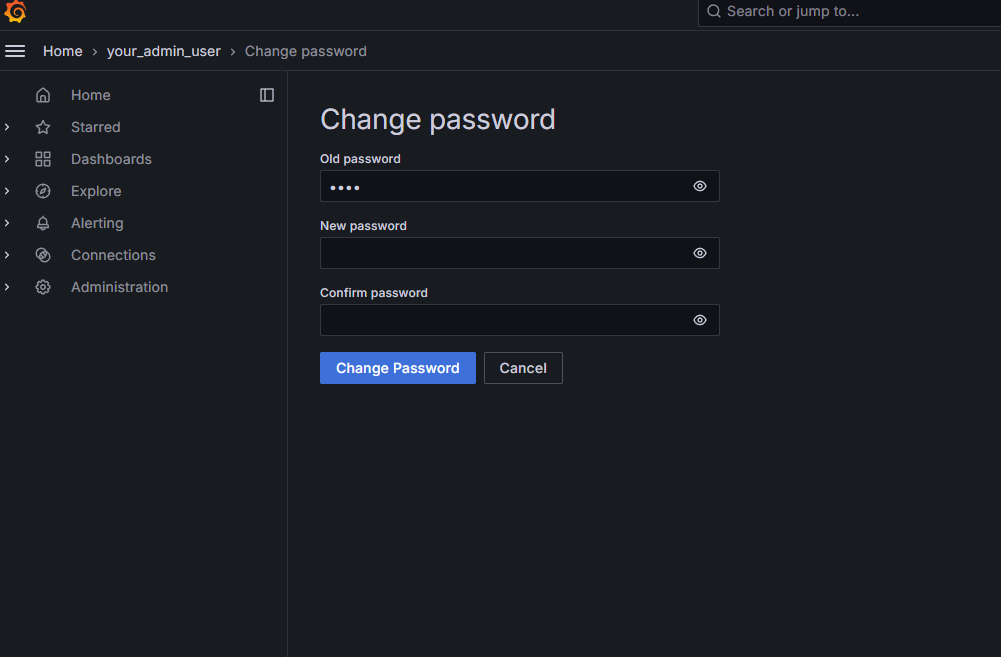 Search or jump to...
Home › your_admin_user › Change password
Home
Starred
Dashboards
Explore
Alerting
Connections
Administration
Change password
Old password
••••
New password
Confirm password
Change Password Cancel